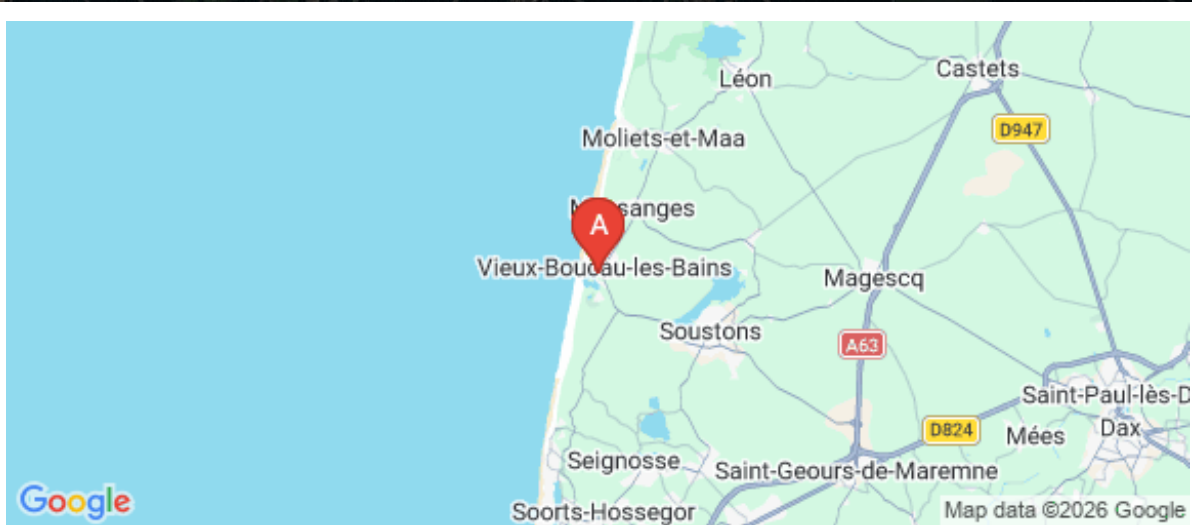 Léon
Castets
D947
Moliets-et-Maa
A
Vieux-Boucau-les-Bains
Magescq
Soustons
A63
Saint-Paul-lès-D
D824
Mées
Dax
Seignosse
Saint-Geours-de-Maremne
Soorts-Hossegor
Google
Map data ©2026 Google